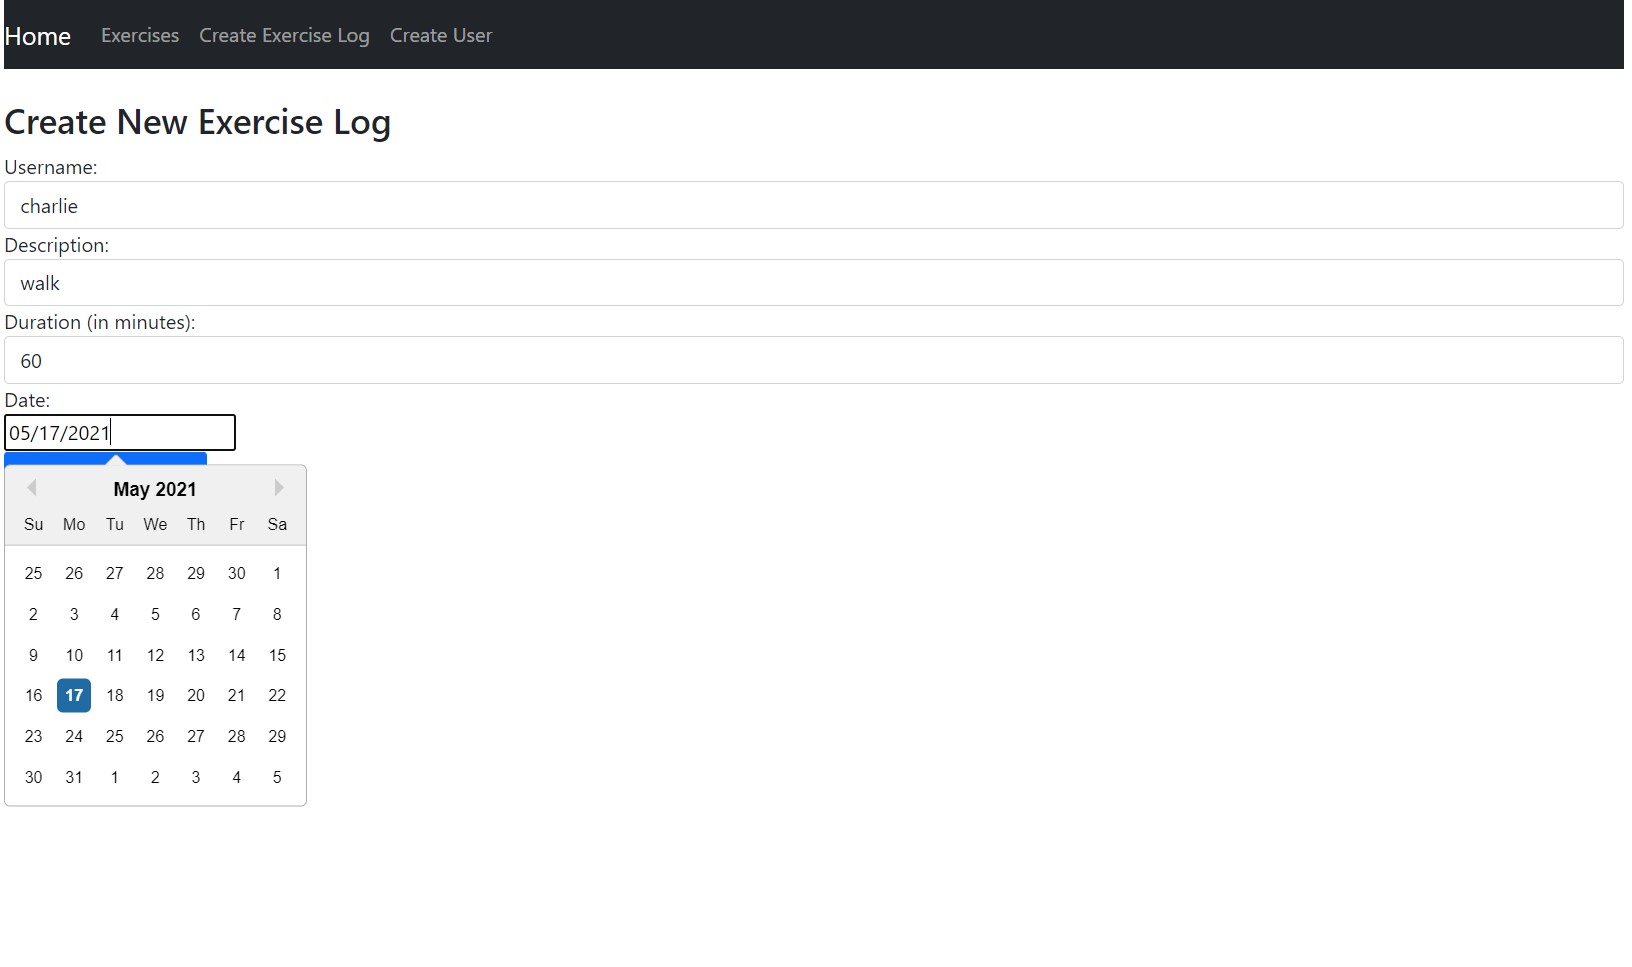 Home Exercises Create Exercise Log Create User
Create New Exercise Log
Username:
charlie
Description:
walk
Duration (in minutes):
60
Date:
05/17/2021
May 2021
Su Mo Tu We Th Fr Sa
25 26 27 28 29 30 1
2 3 4 5 6 7 8
9 10 11 12 13 14 15
16 17 18 19 20 21 22
23 24 25 26 27 28 29
30 31 1 2 3 4 5